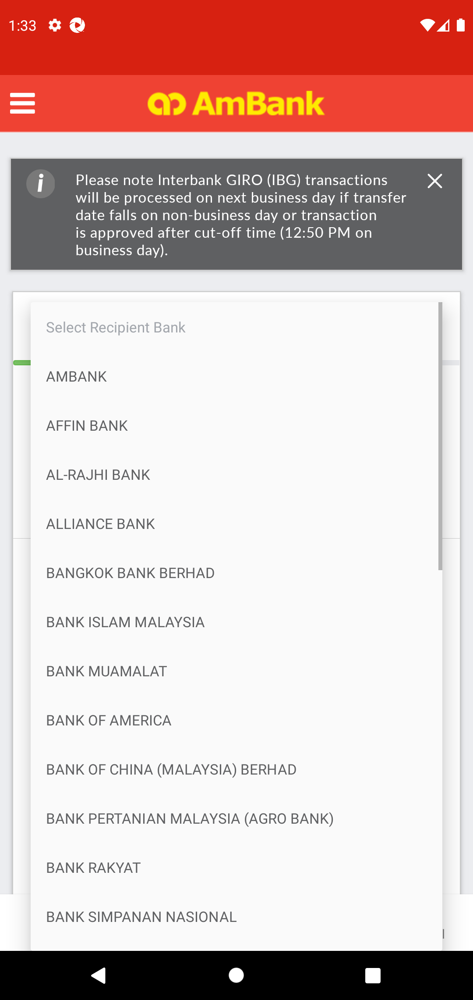 1:33
AmBank
Please note Interbank GIRO (IBG) transactions
will be processed on next business day if transfer
date falls on non-business day or transaction
is approved after cut-off time (12:50 PM on
business day).
Select Recipient Bank
AMBANK
AFFIN BANK
AL-RAJHI BANK
ALLIANCE BANK
BANGKOK BANK BERHAD
BANK ISLAM MALAYSIA
BANK MUAMALAT
BANK OF AMERICA
BANK OF CHINA (MALAYSIA) BERHAD
BANK PERTANIAN MALAYSIA (AGRO BANK)
BANK RAKYAT
BANK SIMPANAN NASIONAL